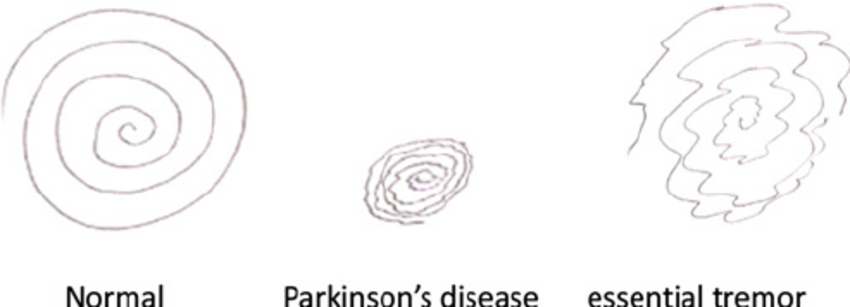 Normal
Parkinson’s disease
essential tremor